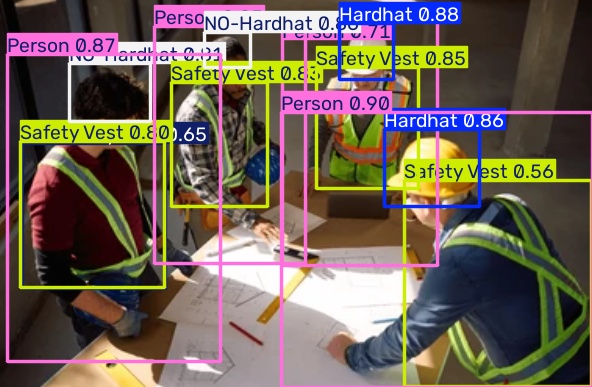 Hardhat 0.88
NO-Hardhat 0.8
Person 0.71
Person 0.87
NO-Hardhat 0.81
Safety Vest 0.83
Safety Vest 0.85
Person 0.90
Hardhat 0.86
Safety Vest 0.80
0.65
Safety Vest 0.56